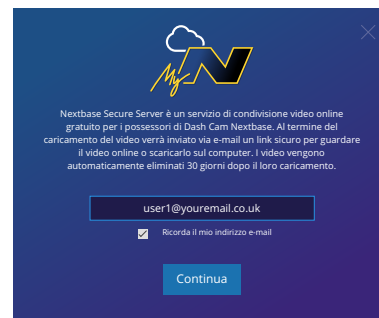 My N
Nextbase Secure Server è un servizio di condivisione video online
gratuito per i possessori di Dash Cam Nextbase. Al termine del
caricamento del video verrà inviato via e-mail un link sicuro per guardare
il video online o scaricarlo sul computer. I video vengono
automaticamente eliminati 30 giorni dopo il loro caricamento.
user1@youremail.co.uk
Ricorda il mio indirizzo e-mail
Continua